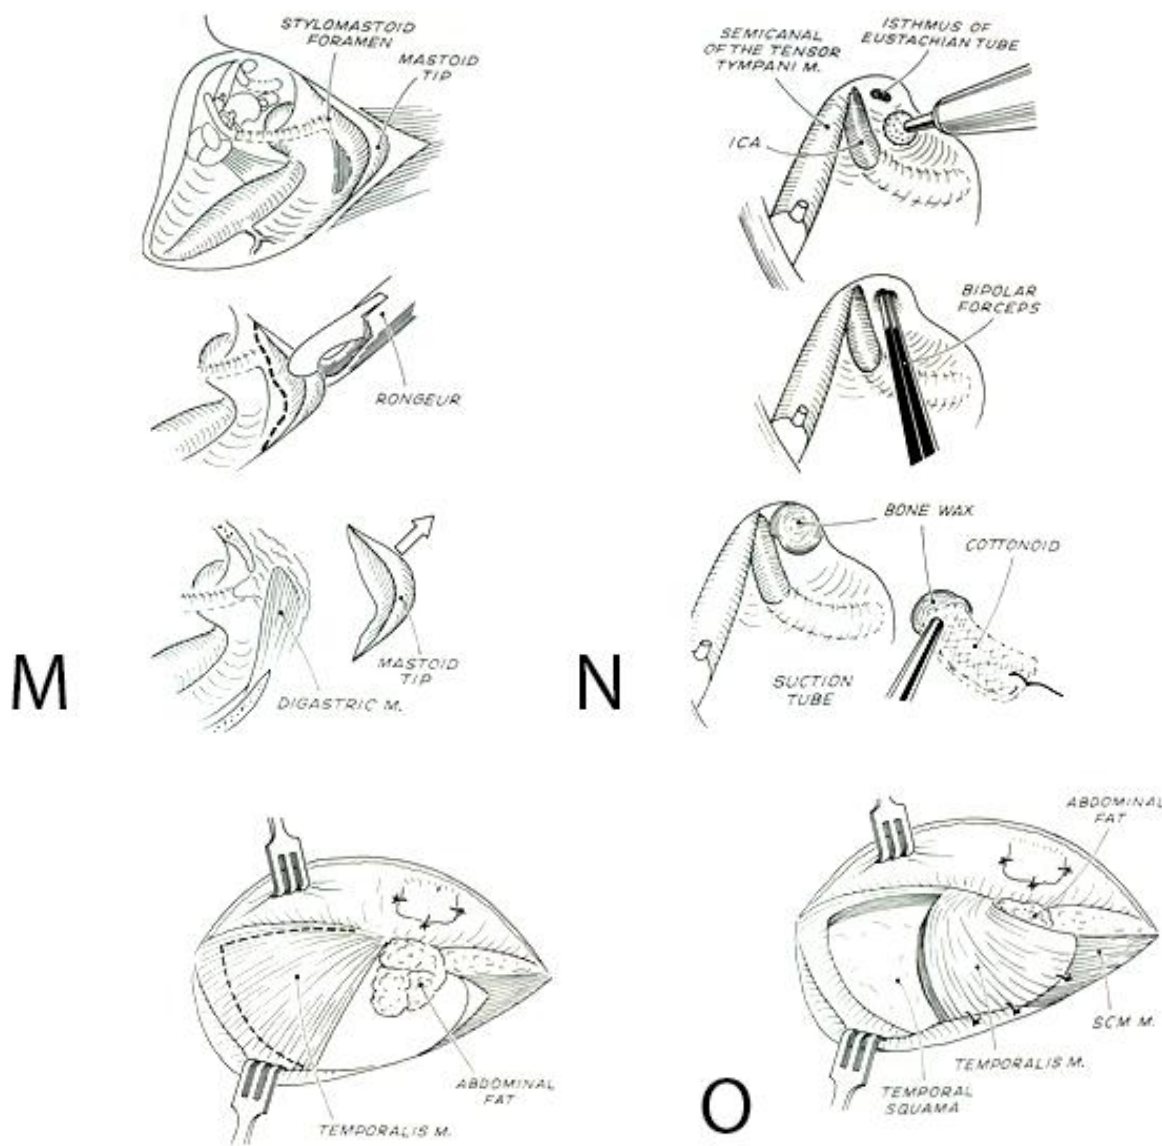 STYLOMASTOID
FORAMEN
MASTOID
TIP
RONGEUR
MASTOID
TIP
DIGASTRIC M.
M
SEMICANAL
OF THE TENSOR
TYMPANI M.
ISTHMUS OF
EUSTACHIAN TUBE
ICA
BIPOLAR
FORCEPS
BONE WAX
COTTONOID
SUCTION
TUBE
N
ABDOMINAL
FAT
TEMPORALIS M.
ABDOMINAL
FAT
SCM M.
TEMPORALIS M.
TEMPORAL
SQUAMA
O